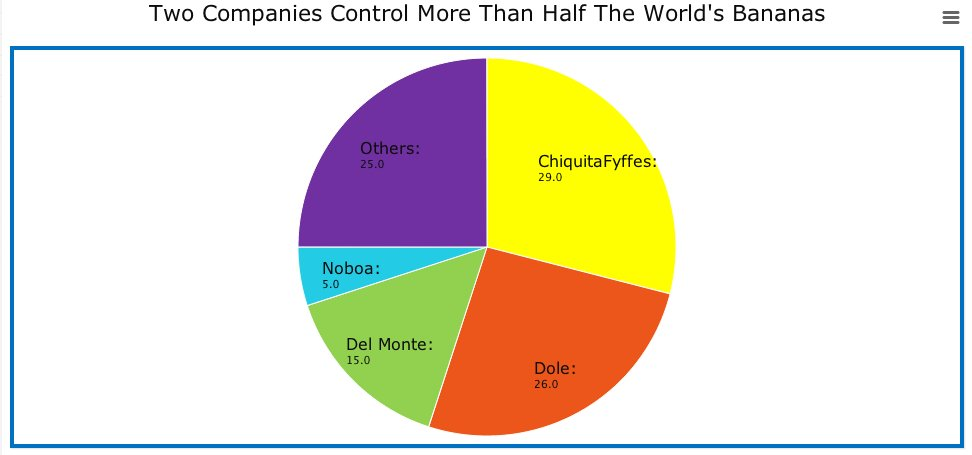 Two Companies Control More Than Half The World's Bananas
Others:
25.0
ChiquitaFyffes:
29.0
Noboa:
5.0
Del Monte:
15.0
Dole:
26.0